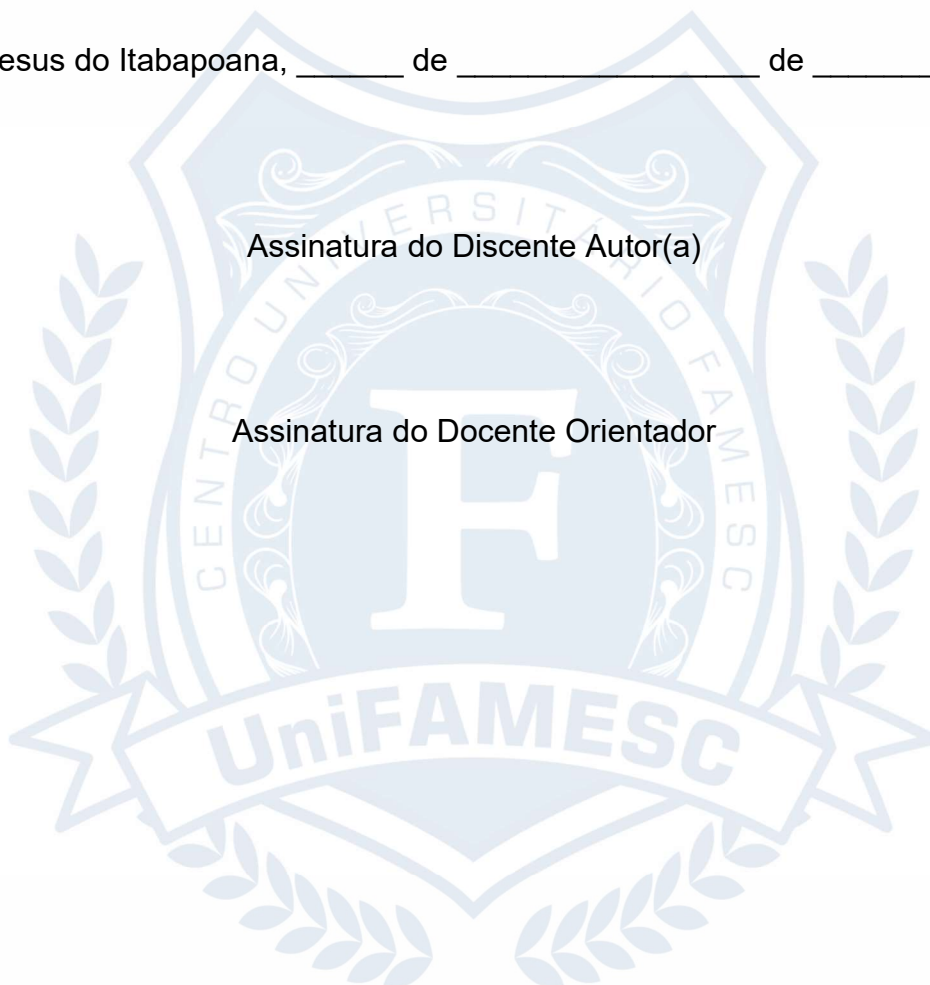 esus do Itabapoana, ______ de _________________ de _______
Assinatura do Discente Autor(a)
Assinatura do Docente Orientador
CENTRO UNIVERSITÁRIO FAMESC
F
UniFAMESC